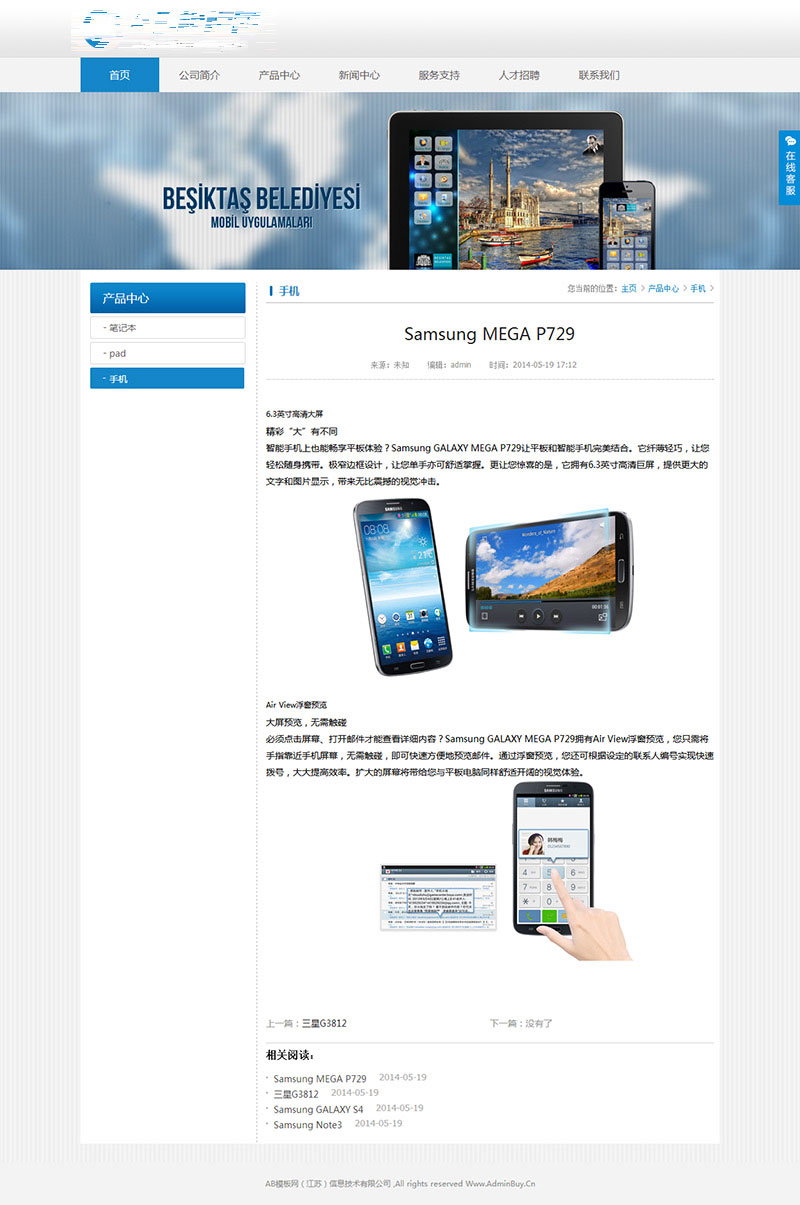 首页 公司简介 产品中心 新闻中心 服务支持 人才招聘 联系我们
BEŞİKTAŞ BELEDİYESİ
MOBİL UYGULAMALARI
在线客服
产品中心
- 笔记本
- pad
- 手机
手机
您当前的位置：主页 > 产品中心 > 手机 >
Samsung MEGA P729
来源：未知 编辑：admin 时间：2014-05-19 17:12
6.3英寸高清大屏
精彩“大”有不同
智能手机上也能畅享平板体验？Samsung GALAXY MEGA P729让平板和智能手机完美结合。它纤薄轻巧，让您
轻松随身携带。极窄边框设计，让您单手亦可舒适掌握。更让您惊喜的是，它拥有6.3英寸高清巨屏，提供更大的
文字和图片显示，带来无比震撼的视觉冲击。
SAMSUNG
08:08
21
Air View浮窗预览
大屏预览，无需触碰
必须点击屏幕、打开邮件才能查看详细内容？Samsung GALAXY MEGA P729拥有Air View浮窗预览，您只需将
手指靠近手机屏幕，无需触碰，即可快速方便地预览邮件。通过浮窗预览，您还可根据设定的联系人编号实现快速
拨号，大大提高效率。扩大的屏幕将带给您与平板电脑同样舒适开阔的视觉体验。
SAMSUNG
韩梅梅
4 6
7 8 9
* 0 #
上一篇：三星G3812 下一篇：没有了
相关阅读：
Samsung MEGA P729 2014-05-19
三星G3812 2014-05-19
Samsung GALAXY S4 2014-05-19
Samsung Note3 2014-05-19
AB模板网（江苏）信息技术有限公司 ,All rights reserved Www.AdminBuy.Cn